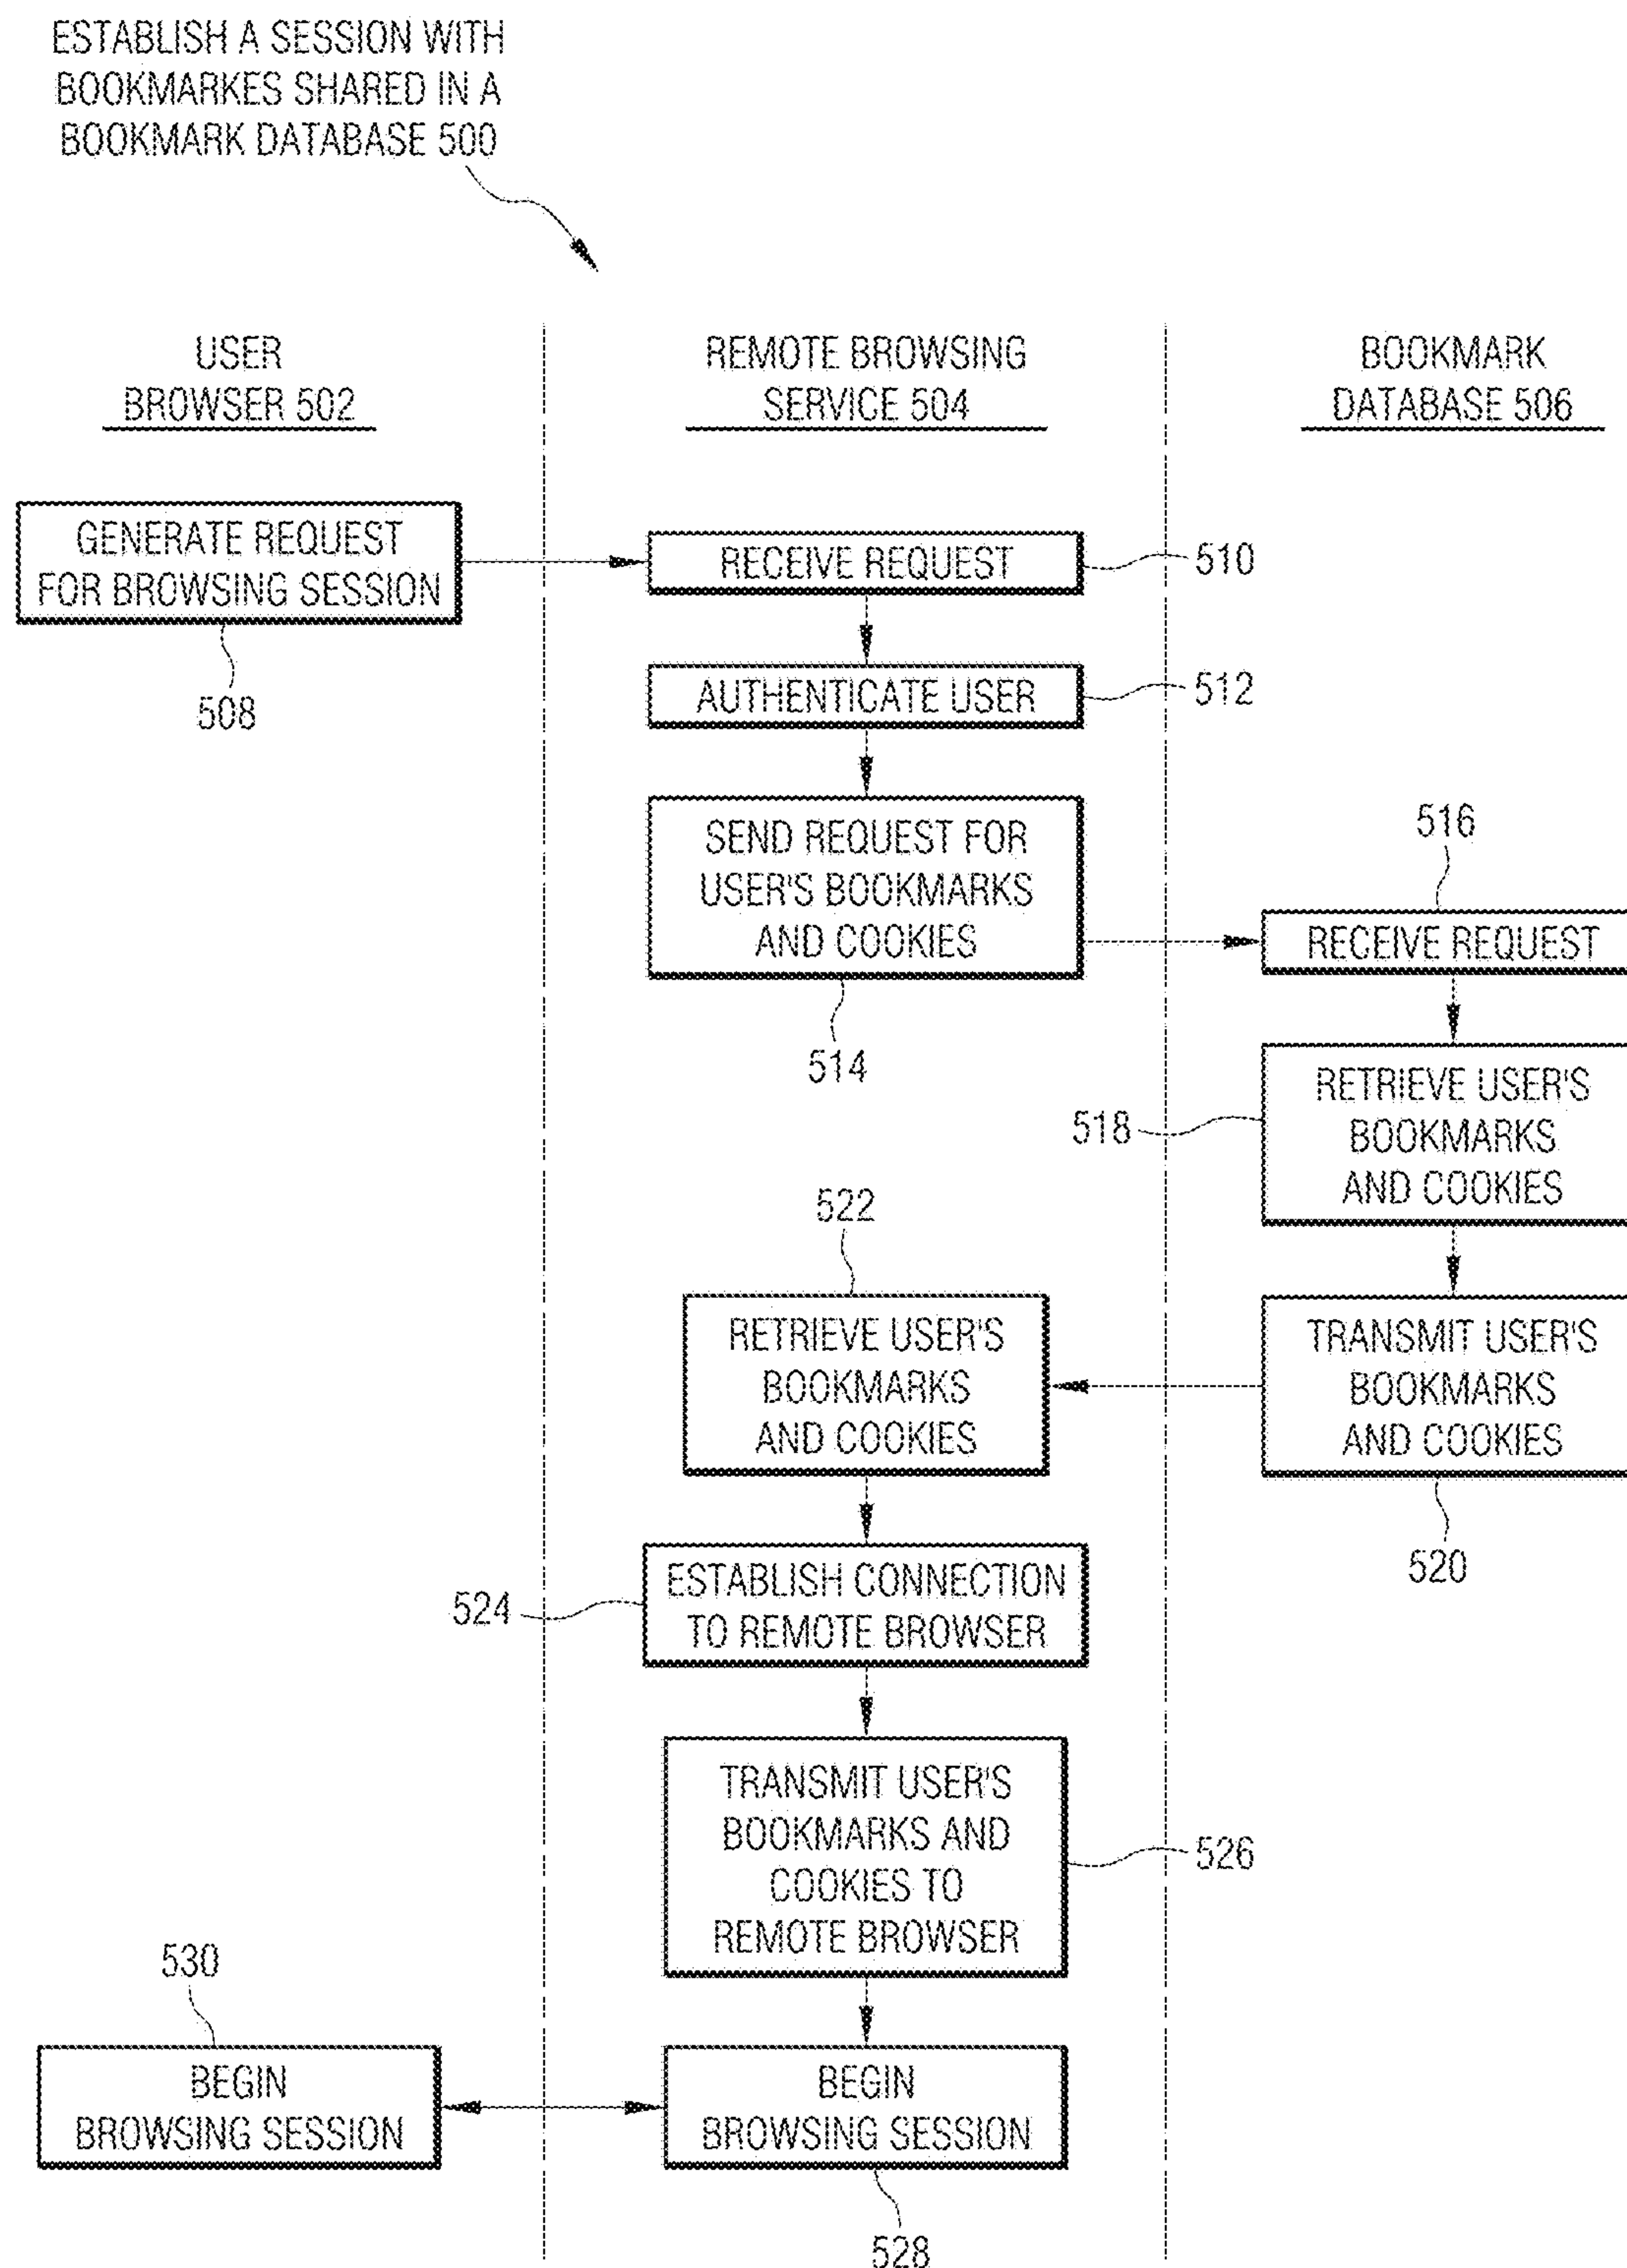 ESTABLISH A SESSION WITH
BOOKMARKES SHARED IN A
BOOKMARK DATABASE 500
USER
BROWSER 502
REMOTE BROWSING
SERVICE 504
BOOKMARK
DATABASE 506
GENERATE REQUEST
FOR BROWSING SESSION
508
RECEIVE REQUEST
510
AUTHENTICATE USER
512
SEND REQUEST FOR
USER'S BOOKMARKS
AND COOKIES
514
516
RECEIVE REQUEST
518
RETRIEVE USER'S
BOOKMARKS
AND COOKIES
522
RETRIEVE USER'S
BOOKMARKS
AND COOKIES
TRANSMIT USER'S
BOOKMARKS
AND COOKIES
520
524
ESTABLISH CONNECTION
TO REMOTE BROWSER
TRANSMIT USER'S
BOOKMARKS AND
COOKIES TO
REMOTE BROWSER
526
530
BEGIN
BROWSING SESSION
BEGIN
BROWSING SESSION
528